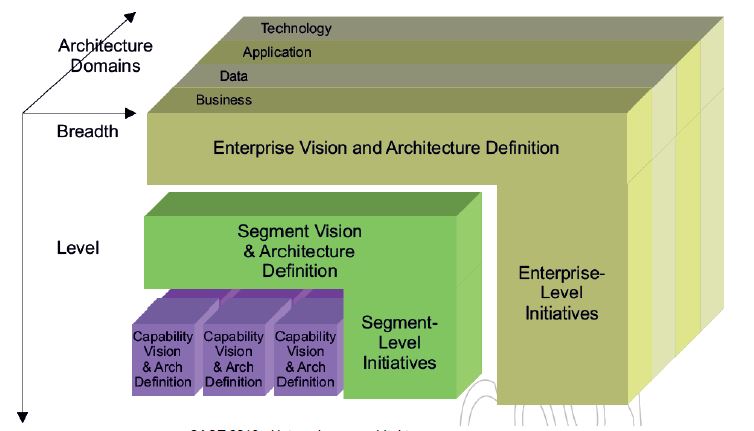 Architecture
Domains
Technology
Application
Data
Business
Breadth
Enterprise Vision and Architecture Definition
Level
Segment Vision
& Architecture
Definition
Enterprise-
Level
Initiatives
Segment-
Level
Initiatives
Capability
Vision
& Arch
Definition
Capability
Vision
& Arch
Definition
Capability
Vision
& Arch
Definition